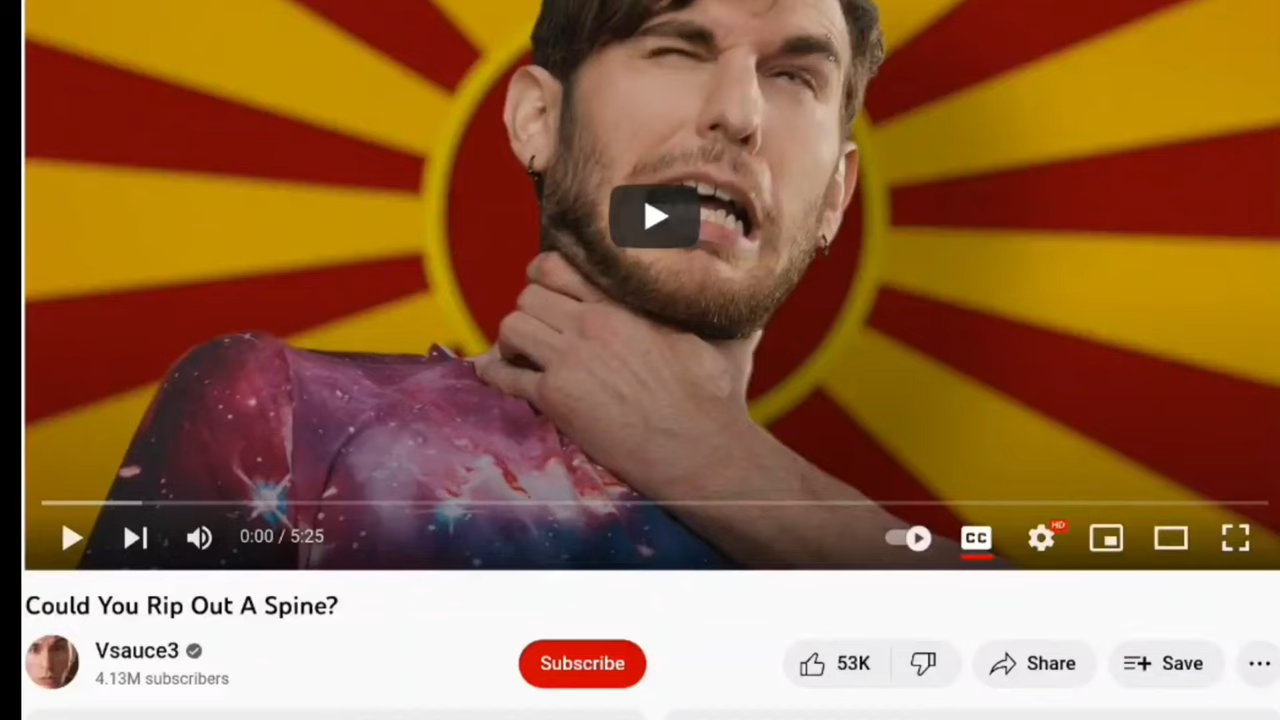 0:00 / 5:25
CC
HD
Could You Rip Out A Spine?
Vsauce3
4.13M subscribers
Subscribe
53K
Share
Save